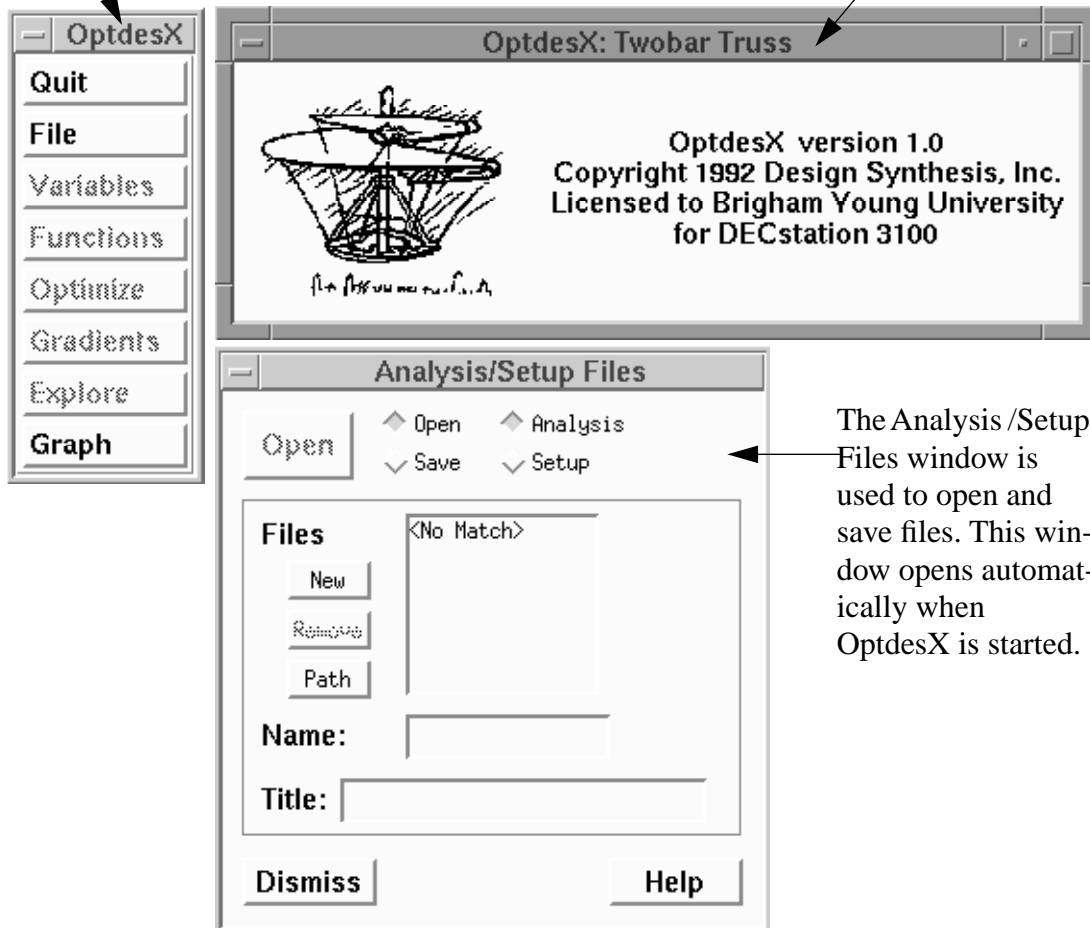 OptdesX
Quit
File
Variables
Functions
Optimize
Gradients
Explore
Graph
OptdesX: Twobar Truss
OptdesX version 1.0
Copyright 1992 Design Synthesis, Inc.
Licensed to Brigham Young University
for DECstation 3100
Analysis/Setup Files
Open
Open
Analysis
Save
Setup
Files
<No Match>
New
Remove
Path
Name:
Title:
Dismiss
Help
The Analysis /Setup
Files window is
used to open and
save files. This win-
dow opens automat-
ically when
OptdesX is started.